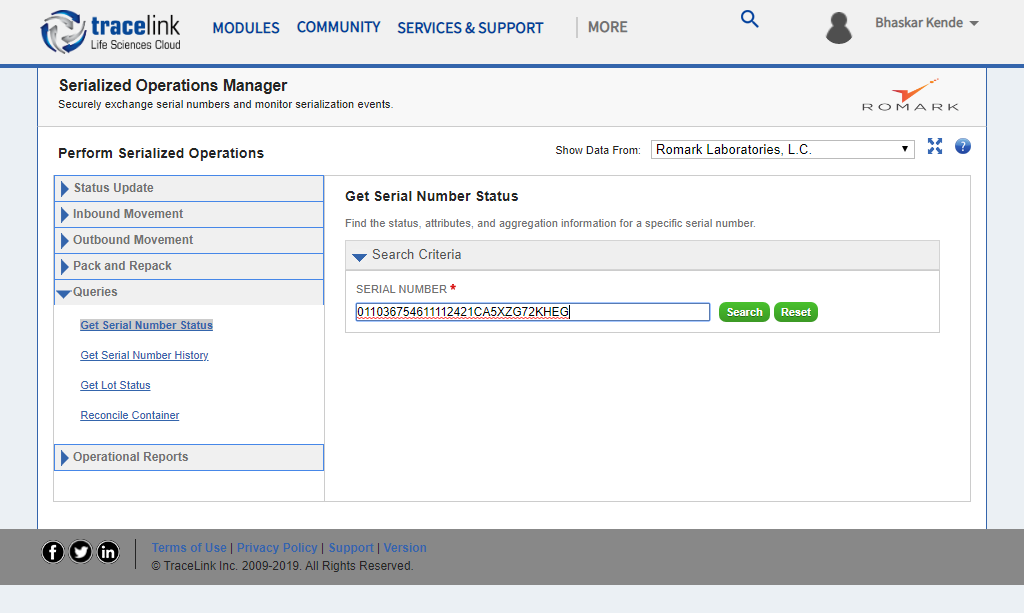 tracelink
Life Sciences Cloud
MODULES COMMUNITY SERVICES & SUPPORT | MORE
Bhaskar Kende
Serialized Operations Manager
Securely exchange serial numbers and monitor serialization events.
ROMARK
Perform Serialized Operations
Show Data From: Romark Laboratories, L.C.
?
Status Update
Inbound Movement
Outbound Movement
Pack and Repack
Queries
Get Serial Number Status
Get Serial Number History
Get Lot Status
Reconcile Container
Operational Reports
Get Serial Number Status
Find the status, attributes, and aggregation information for a specific serial number.
Search Criteria
SERIAL NUMBER *
011036754611112421CA5XZG72KHEG
Search Reset
f in
Terms of Use | Privacy Policy | Support | Version
© TraceLink Inc. 2009-2019. All Rights Reserved.